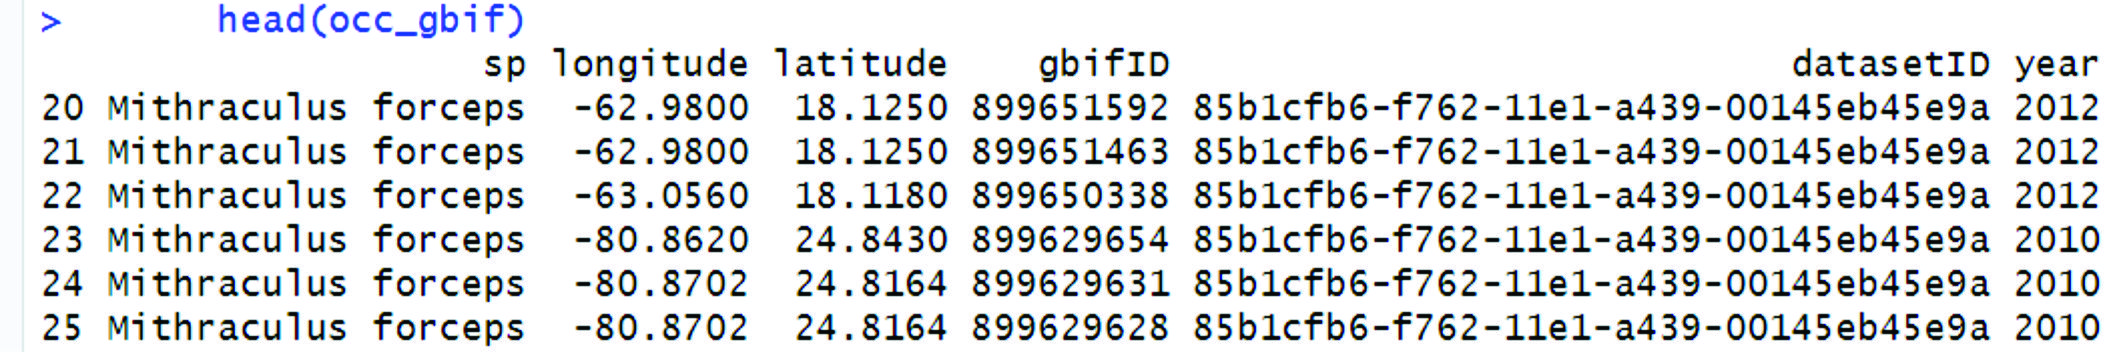 > head(occ_gbif)
sp longitude latitude gbifID datasetID year
20 Mithraculus forceps -62.9800 18.1250 899651592 85b1cfb6-f762-11e1-a439-00145eb45e9a 2012
21 Mithraculus forceps -62.9800 18.1250 899651463 85b1cfb6-f762-11e1-a439-00145eb45e9a 2012
22 Mithraculus forceps -63.0560 18.1180 899650338 85b1cfb6-f762-11e1-a439-00145eb45e9a 2012
23 Mithraculus forceps -80.8620 24.8430 899629654 85b1cfb6-f762-11e1-a439-00145eb45e9a 2010
24 Mithraculus forceps -80.8702 24.8164 899629631 85b1cfb6-f762-11e1-a439-00145eb45e9a 2010
25 Mithraculus forceps -80.8702 24.8164 899629628 85b1cfb6-f762-11e1-a439-00145eb45e9a 2010